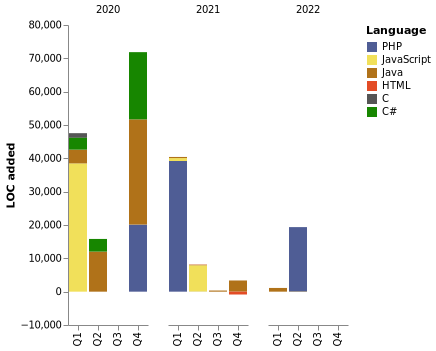 2020 2021 2022
LOC added
80,000
70,000
60,000
50,000
40,000
30,000
20,000
10,000
0
−10,000
Q1 Q2 Q3 Q4 Q1 Q2 Q3 Q4 Q1 Q2 Q3 Q4
Language
PHP
JavaScript
Java
HTML
C
C#